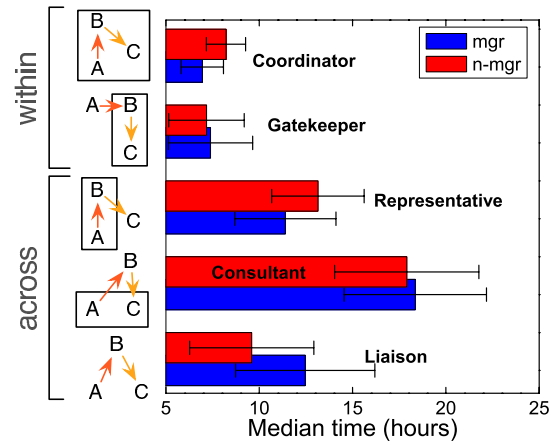 within
across
B
C
A
A B
C
B
C
A
B
A C
B
A C
mgr
n-mgr
Coordinator
Gatekeeper
Representative
Consultant
Liaison
5 10 15 20 25
Median time (hours)